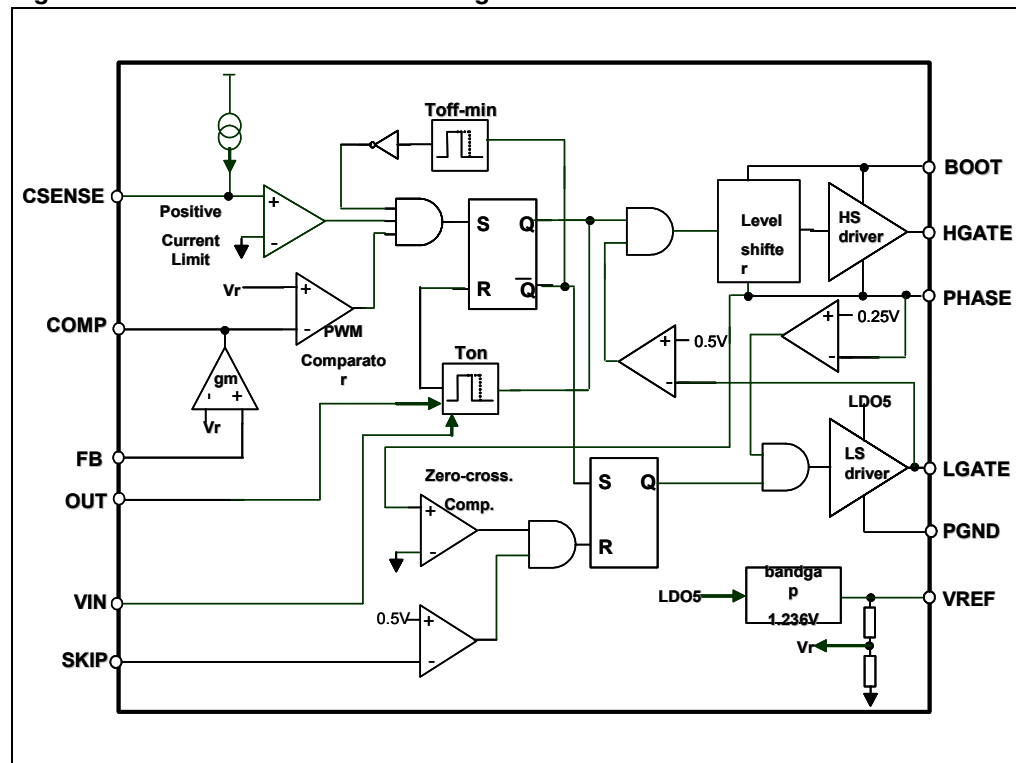 Toff-min
BOOT
CSENSE
+
-
Positive
Current
Limit
S
Q
R
Q
Level
shifte
r
HS
driver
HGATE
Vr
+
-
PWM
Comparato
r
COMP
PHASE
+
-
0.25V
+
-
0.5V
gm
-
+
Vr
Ton
LDO5
LS
driver
FB
LGATE
OUT
Zero-cross.
Comp.
+
-
S
Q
R
PGND
VIN
0.5V
+
-
SKIP
LDO5
bandga
p
1.236V
VREF
Vr